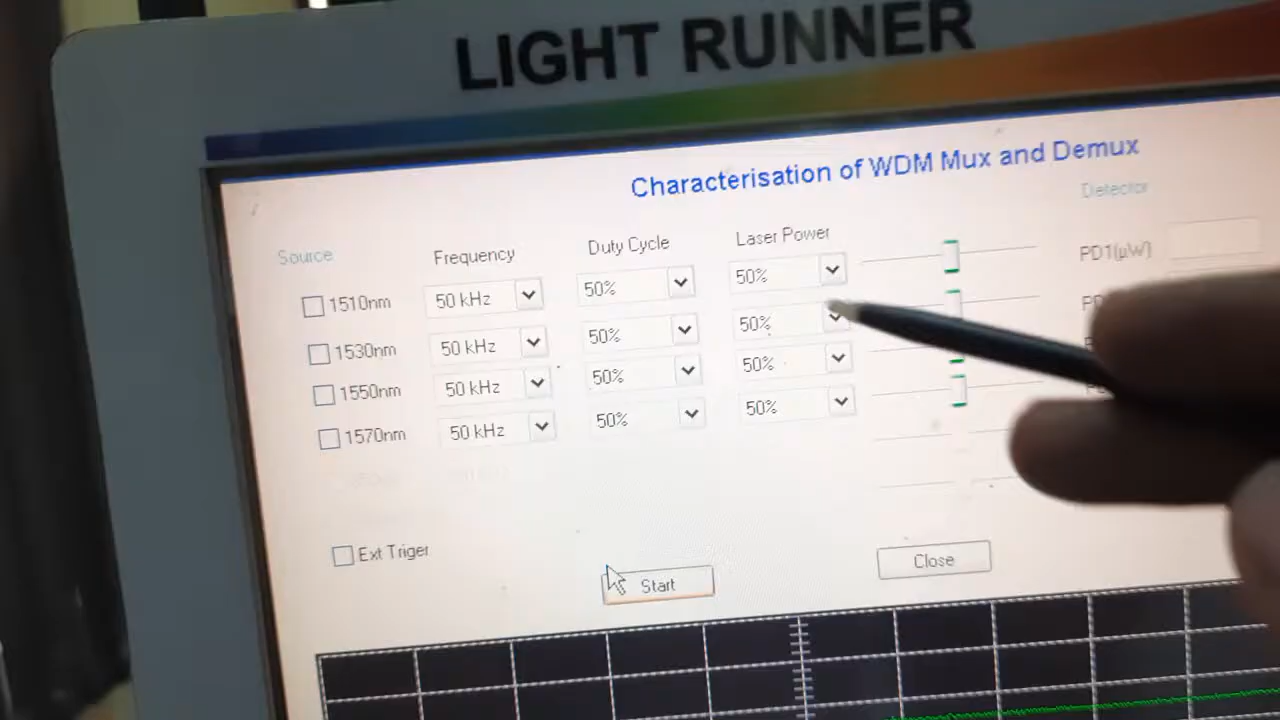 LIGHT RUNNER
Characterisation of WDM Mux and Demux
Source Frequency Duty Cycle Laser Power Detector
1510nm 50 kHz 50% 50% PD1(µW)
1530nm 50 kHz 50% 50%
1550nm 50 kHz 50% 50%
1570nm 50 kHz 50% 50%
Ext Triger
Start Close